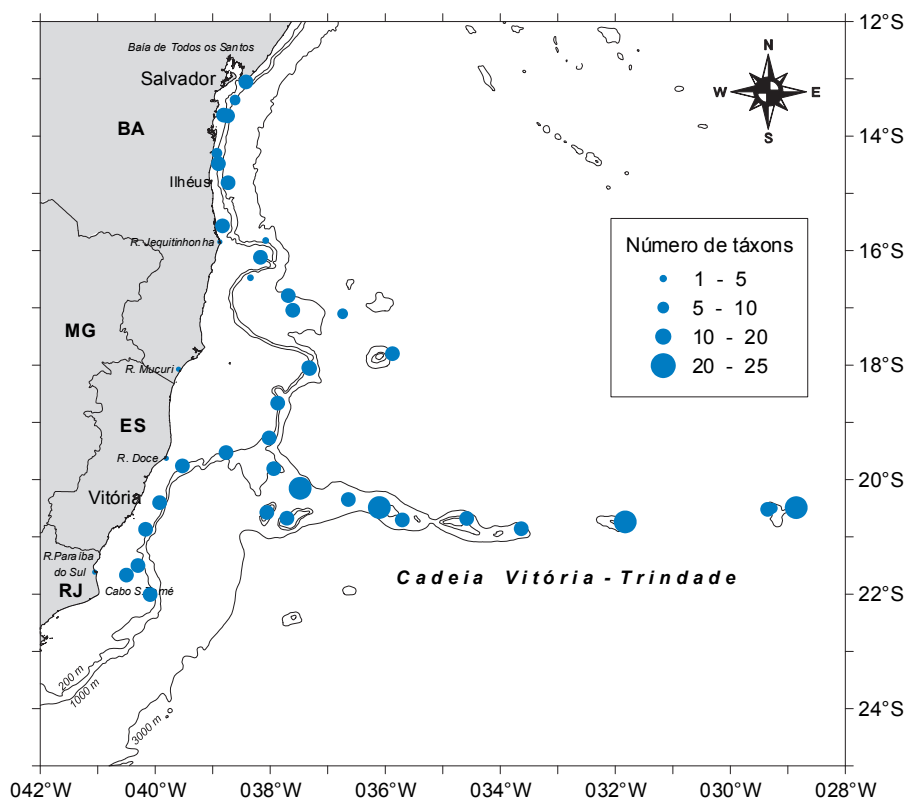 12°S
Baia de Todos os Santos
N
Salvador
W
E
S
BA
14°S
Ilhéus
Número de táxons
R. Jequitinhonha
16°S
1 - 5
5 - 10
MG
10 - 20
20 - 25
R. Mucuri
18°S
ES
R. Doce
20°S
Vitória
R.Paraíba
do Sul
Cadeia Vitória - Trindade
RJ
Cabo S.
22°S
200 m
1000 m
3000 m
24°S
042°W
040°W
038°W
036°W
034°W
032°W
030°W
028°W